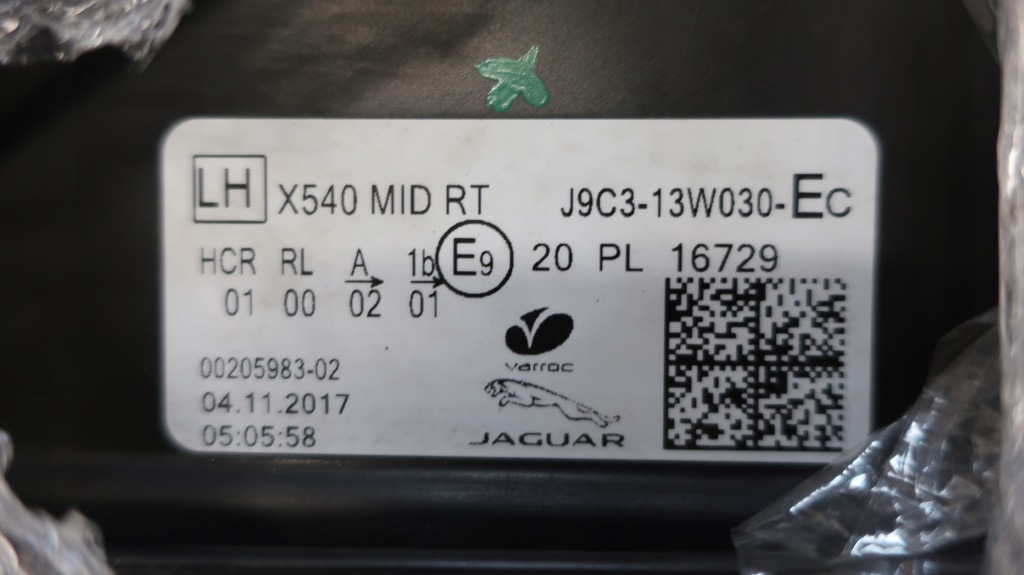 LH X540 MID RT J9C3-13W030-EC
HCR RL A 1b E9 20 PL 16729
01 00 02 01
varroc
00205983-02
04.11.2017
05:05:58
JAGUAR